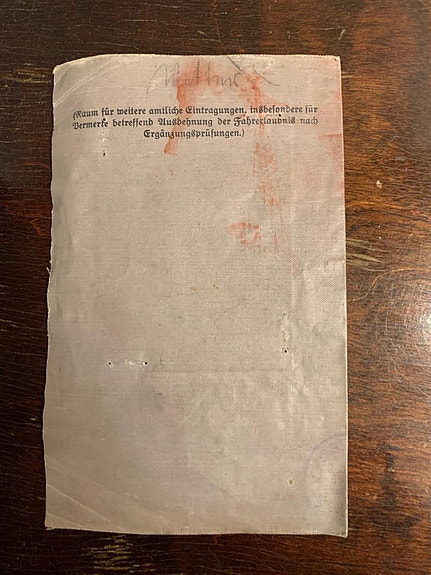 (Raum für weitere amtliche Eintragungen, insbesondere für
Vermerke betreffend Ausdehnung der Fahrerlaubnis nach
Ergänzungsprüfungen.)